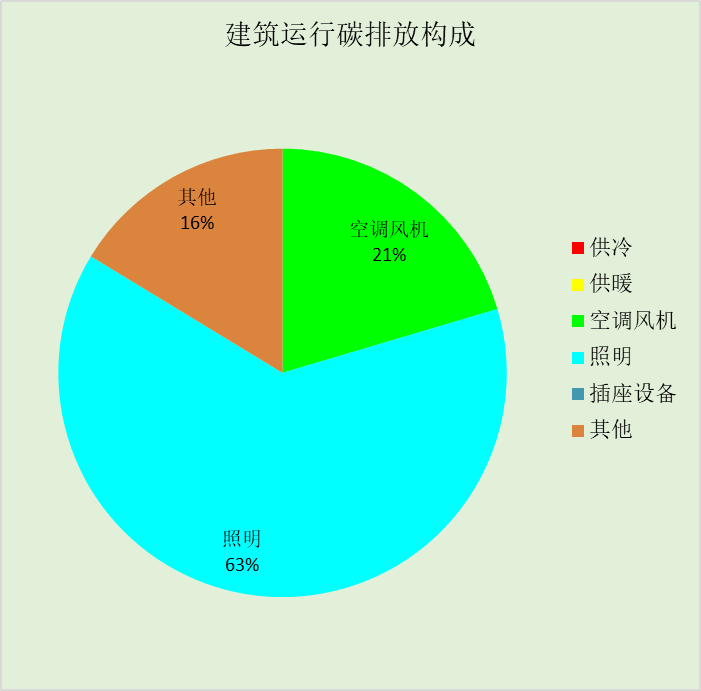 建筑运行碳排放构成
其他
16%
空调风机
21%
照明
63%
供冷
供暖
空调风机
照明
插座设备
其他